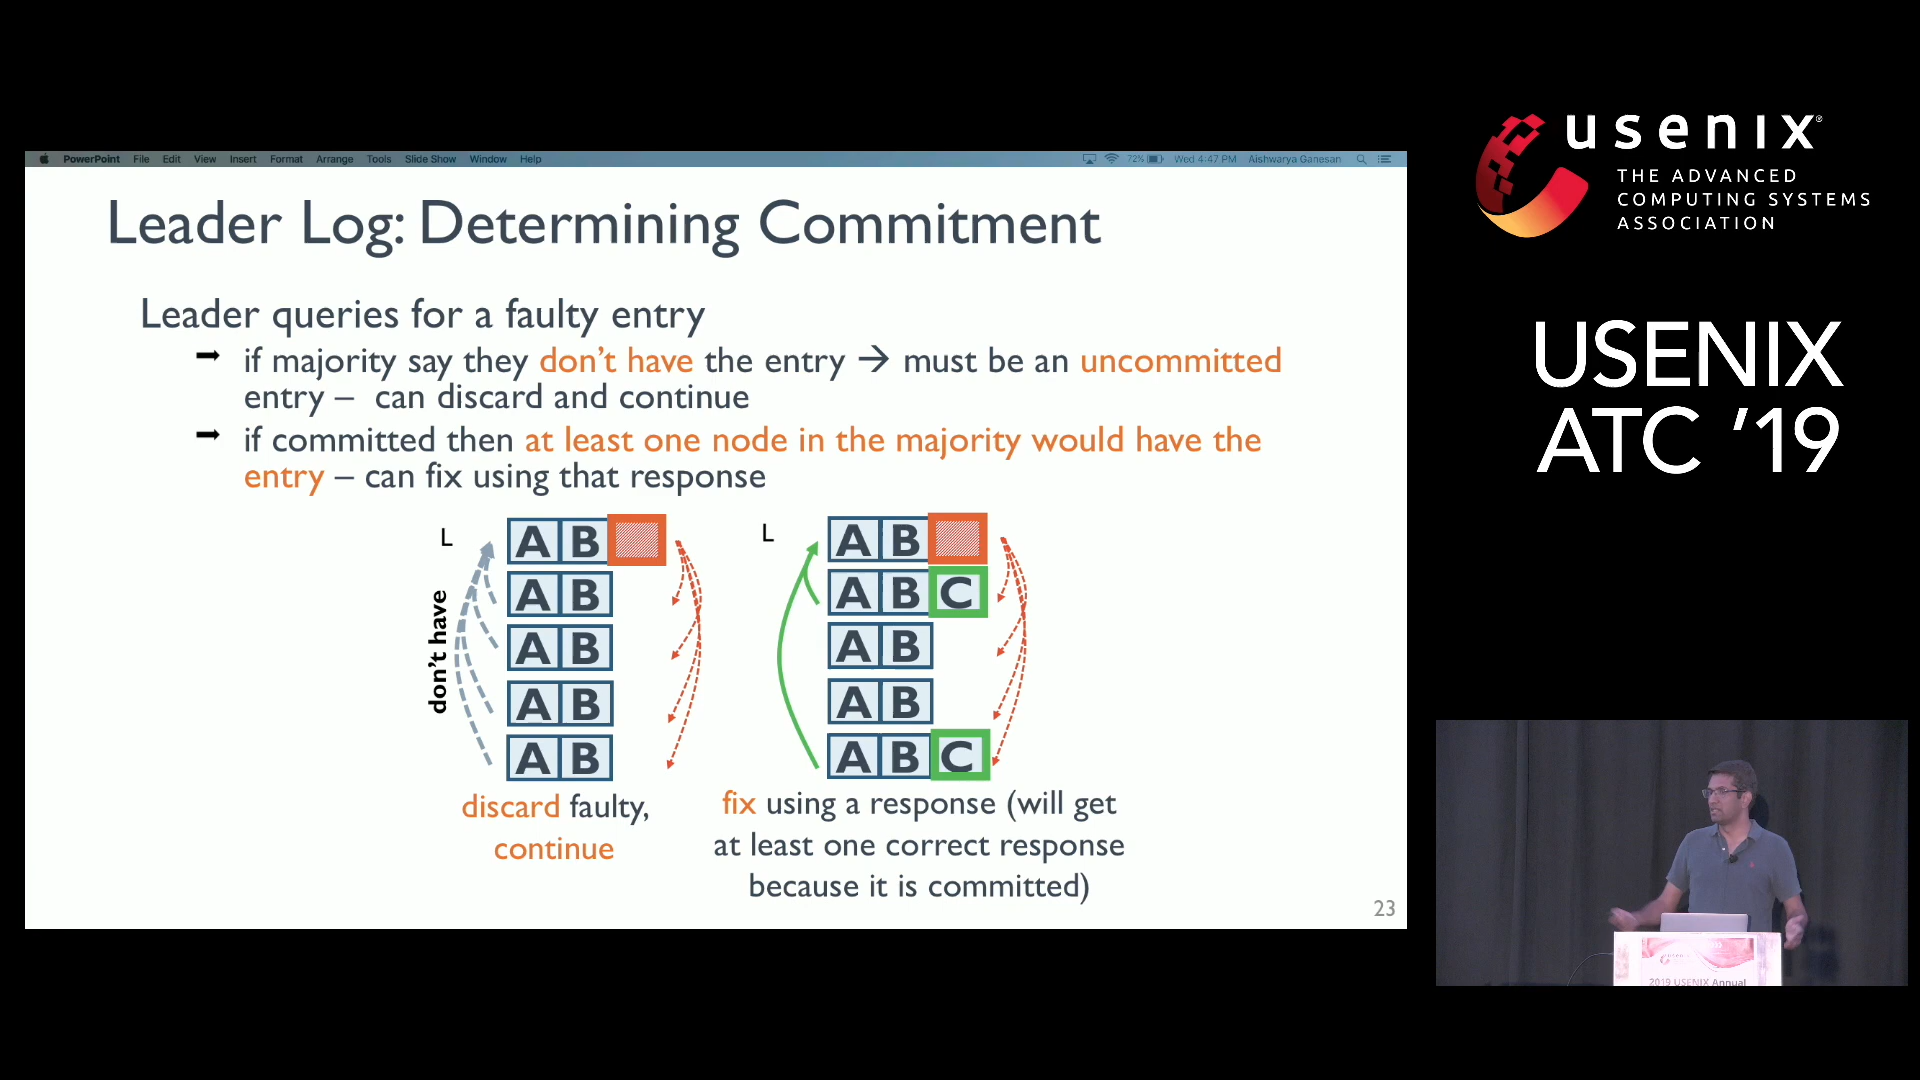 PowerPoint File Edit View Insert Format Arrange Tools Slide Show Window Help 72% Wed 4:47 PM Aishwarya Ganesan
Leader Log: Determining Commitment
Leader queries for a faulty entry
➡ if majority say they don't have the entry → must be an uncommitted
entry – can discard and continue
➡ if committed then at least one node in the majority would have the
entry – can fix using that response
L
A B
A B
A B
A B
A B
don't have
discard faulty,
continue
L
A B
A B C
A B
A B
A B C
fix using a response (will get
at least one correct response
because it is committed)
23
usenix®
THE ADVANCED
COMPUTING SYSTEMS
ASSOCIATION
USENIX
ATC '19
2019 USENIX Annual